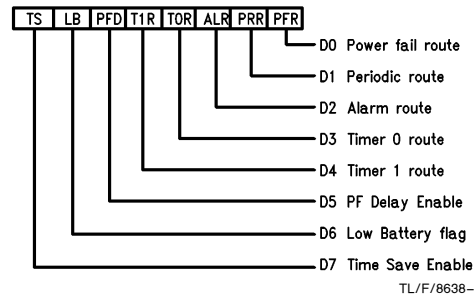 TS LB PFD T1R T0R ALR PRR PFR
D0 Power fail route
D1 Periodic route
D2 Alarm route
D3 Timer 0 route
D4 Timer 1 route
D5 PF Delay Enable
D6 Low Battery flag
D7 Time Save Enable
TL/F/8638–